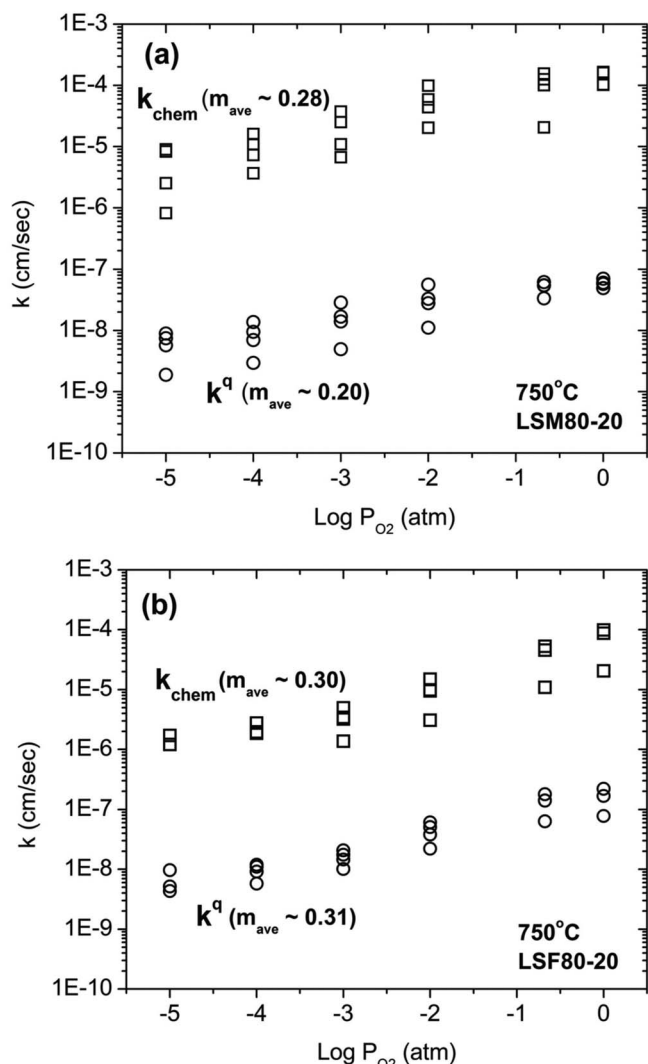 (a)
1E-3
1E-4
1E-5
1E-6
1E-7
1E-8
1E-9
1E-10
k (cm/sec)
k_chem (m_ave ~ 0.28)
k^q (m_ave ~ 0.20)
750°C
LSM80-20
-5 -4 -3 -2 -1 0
Log P_O2 (atm)
(b)
1E-3
1E-4
1E-5
1E-6
1E-7
1E-8
1E-9
1E-10
k (cm/sec)
k_chem (m_ave ~ 0.30)
k^q (m_ave ~ 0.31)
750°C
LSF80-20
-5 -4 -3 -2 -1 0
Log P_O2 (atm)